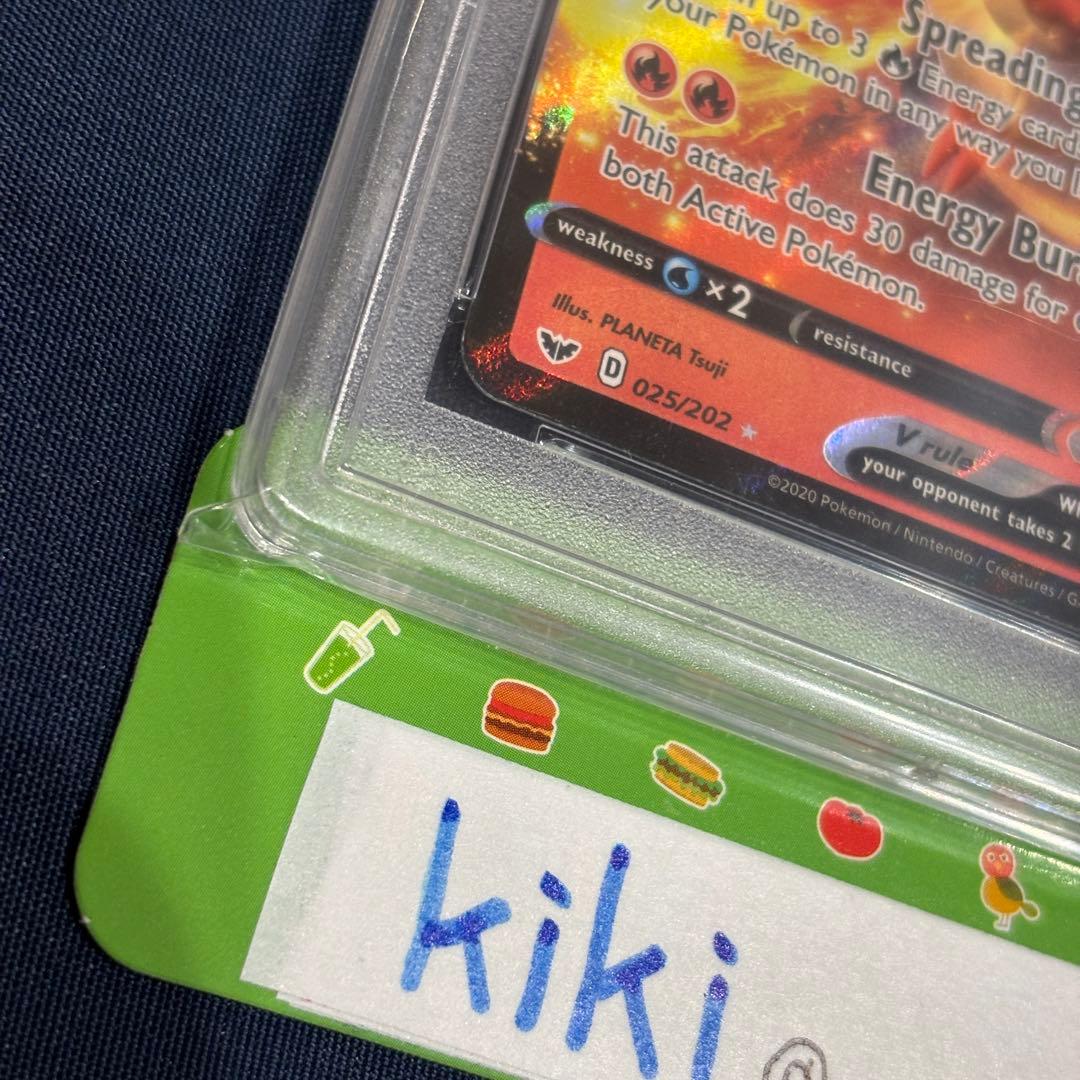 Spreading
up to 3 Energy card
your Pokémon in any way you l
This attack does 30 damage for
both Active Pokémon.
Energy Bur
weakness ×2
resistance
Illus. PLANETA Tsuji
D 025/202 ★
V rule
your opponent takes 2
©2020 Pokémon / Nintendo / Creatures / G
kiki
@